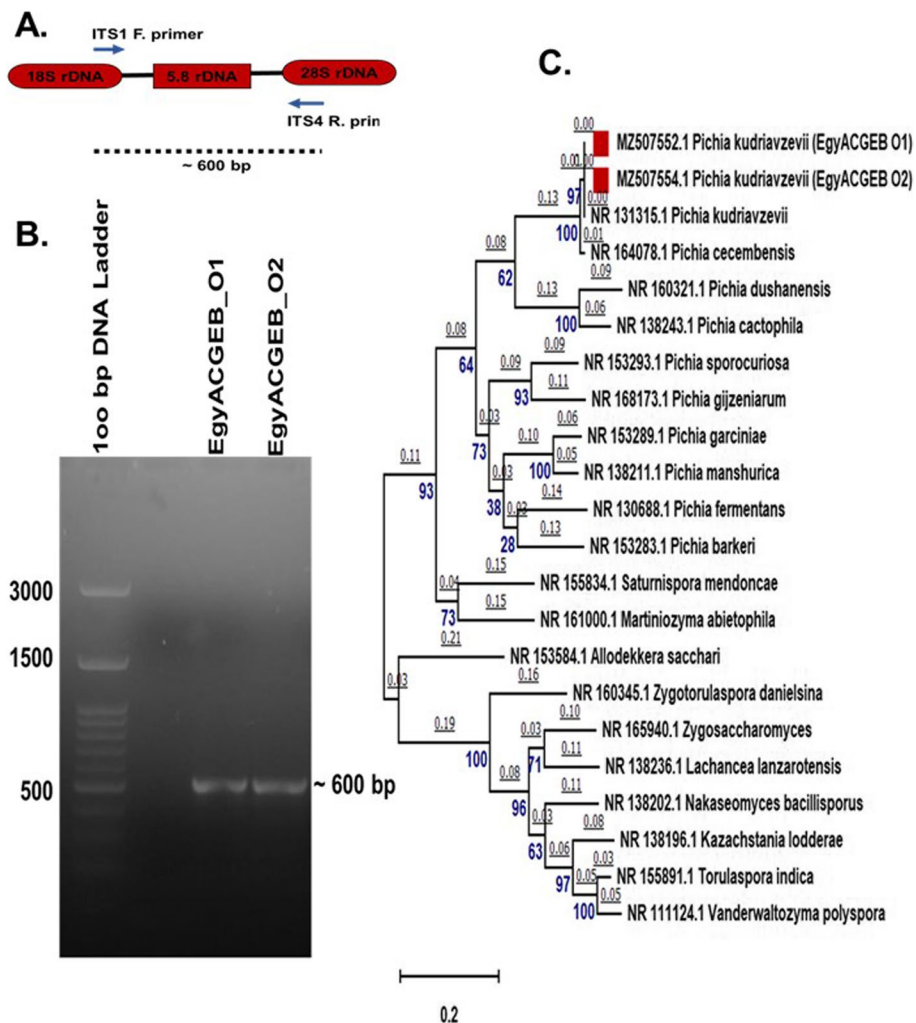 A.
ITS1 F. primer
18S rDNA
5.8 rDNA
28S rDNA
ITS4 R. prin
~ 600 bp
B.
1oo bp DNA Ladder
EgyACGEB_O1
EgyACGEB_O2
3000
1500
500
~ 600 bp
C.
0.00
MZ507552.1 Pichia kudriavzevii (EgyACGEB O1)
0.00
MZ507554.1 Pichia kudriavzevii (EgyACGEB O2)
97
0.13
0.00
NR 131315.1 Pichia kudriavzevii
100
0.01
NR 164078.1 Pichia cecembensis
0.08
62
0.09
NR 160321.1 Pichia dushanensis
0.13
0.06
NR 138243.1 Pichia cactophila
100
0.08
64
0.09
NR 153293.1 Pichia sporocuriosa
0.09
0.11
NR 168173.1 Pichia gijzeniarum
93
0.03
73
0.06
NR 153289.1 Pichia garciniae
0.10
0.05
NR 138211.1 Pichia manshurica
100
0.03
38
0.14
NR 130688.1 Pichia fermentans
0.03
0.13
NR 153283.1 Pichia barkeri
28
0.11
93
0.15
NR 155834.1 Saturnispora mendoncae
0.04
0.15
NR 161000.1 Martiniozyma abietophila
73
0.21
NR 153584.1 Allodekkera sacchari
0.03
0.16
NR 160345.1 Zygotorulaspora danielsina
0.19
100
0.10
NR 165940.1 Zygosaccharomyces
0.03
0.11
NR 138236.1 Lachancea lanzarotensis
71
0.08
96
0.11
NR 138202.1 Nakaseomyces bacillisporus
0.03
63
0.08
NR 138196.1 Kazachstania lodderae
0.06
97
0.03
NR 155891.1 Torulaspora indica
0.05
0.05
NR 111124.1 Vanderwaltozyma polyspora
100
0.2